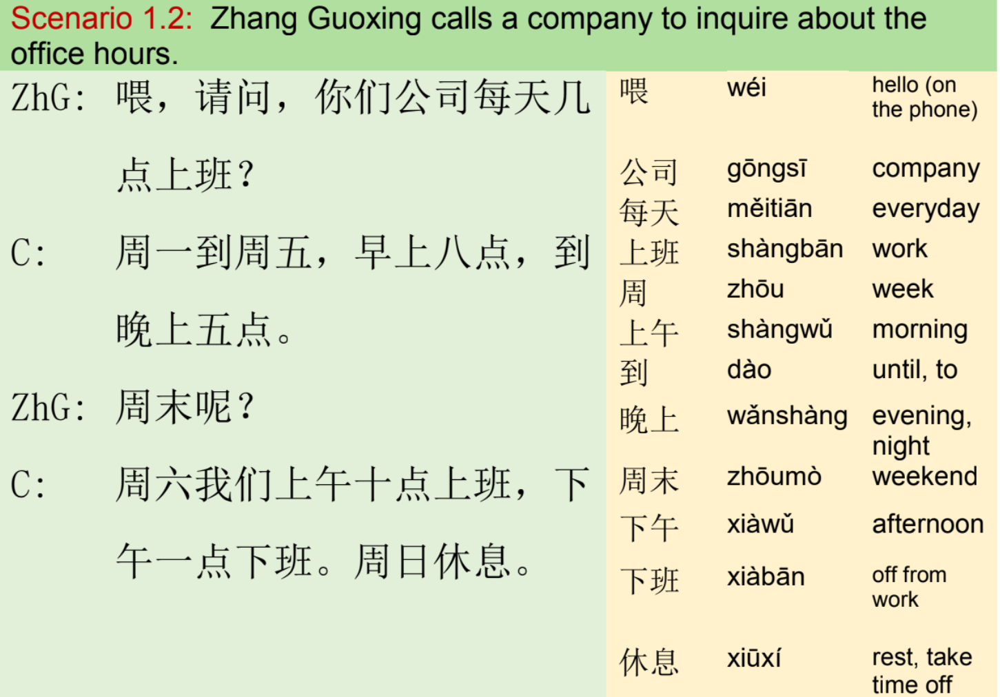 Scenario 1.2: Zhang Guoxing calls a company to inquire about the
office hours.
ZhG: 喂，请问，你们公司每天几
点上班？
C: 周一到周五，早上八点，到
晚上五点。
ZhG: 周末呢？
C: 周六我们上午十点上班，下
午一点下班。周日休息。
喂 wéi hello (on
the phone)
公司 gōngsī company
每天 měitiān everyday
上班 shàngbān work
周 zhōu week
上午 shàngwǔ morning
到 dào until, to
晚上 wǎnshàng evening,
night
周末 zhōumò weekend
下午 xiàwǔ afternoon
下班 xiàbān off from
work
休息 xiūxí rest, take
time off